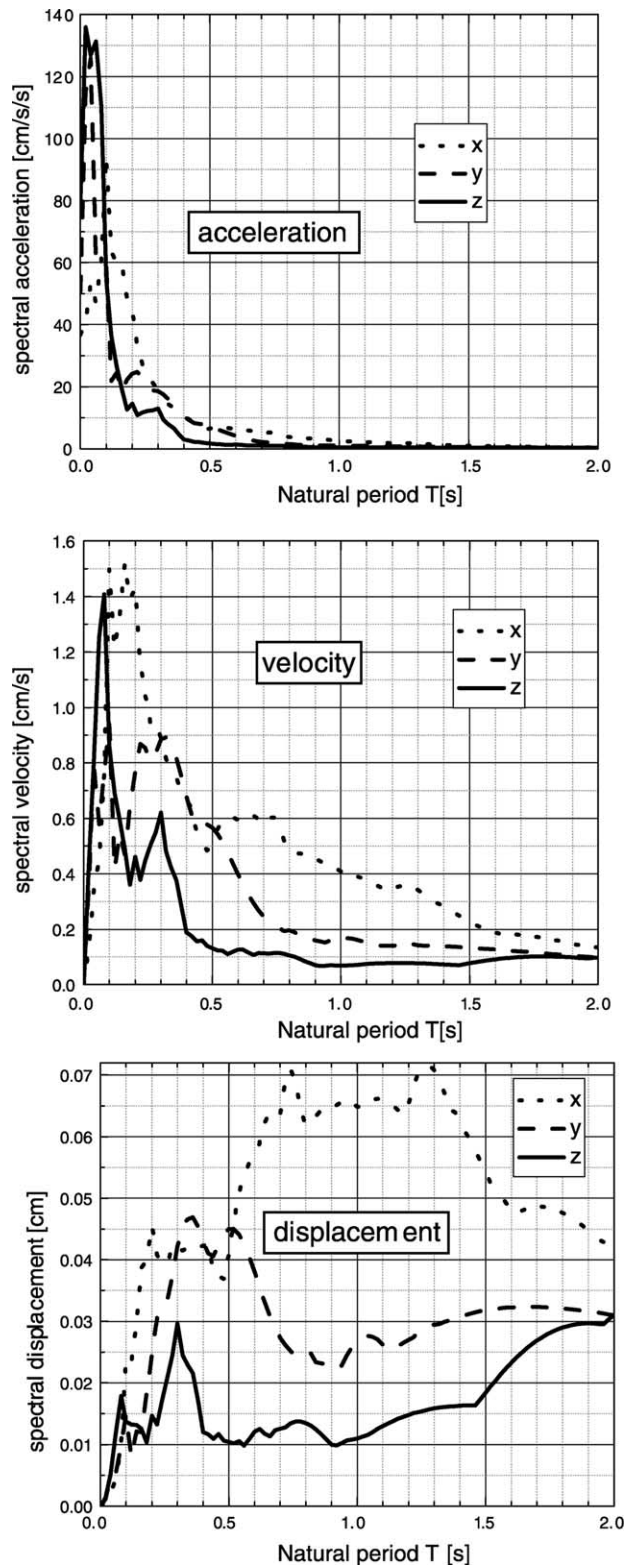 140
120
100
80
60
40
20
0
spectral acceleration [cm/s/s]
x
y
z
acceleration
0.0 0.5 1.0 1.5 2.0
Natural period T[s]
1.6
1.4
1.2
1.0
0.8
0.6
0.4
0.2
0.0
spectral velocity [cm/s]
x
y
z
velocity
0.0 0.5 1.0 1.5 2.0
Natural period T[s]
0.07
0.06
0.05
0.04
0.03
0.02
0.01
0.00
spectral displacement [cm]
x
y
z
displacement
0.0 0.5 1.0 1.5 2.0
Natural period T [s]